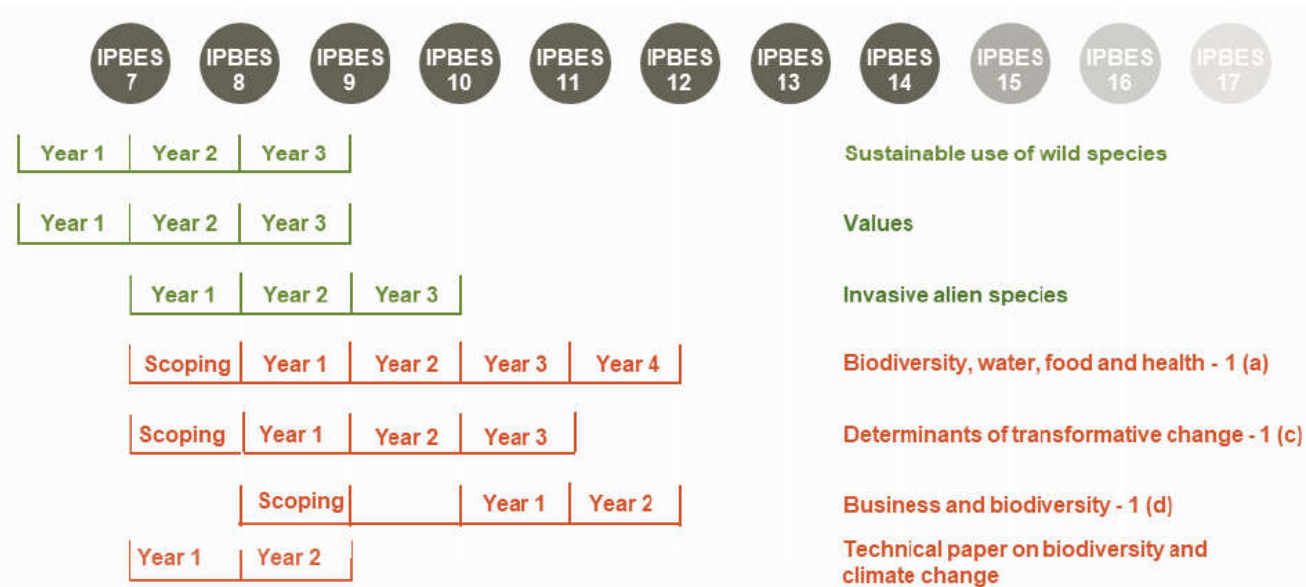 IPBES 7 IPBES 8 IPBES 9 IPBES 10 IPBES 11 IPBES 12 IPBES 13 IPBES 14 IPBES 15 IPBES 16 IPBES 17
Year 1 Year 2 Year 3 Sustainable use of wild species
Year 1 Year 2 Year 3 Values
Year 1 Year 2 Year 3 Invasive alien species
Scoping Year 1 Year 2 Year 3 Year 4 Biodiversity, water, food and health - 1 (a)
Scoping Year 1 Year 2 Year 3 Determinants of transformative change - 1 (c)
Scoping Year 1 Year 2 Business and biodiversity - 1 (d)
Year 1 Year 2 Technical paper on biodiversity and
climate change